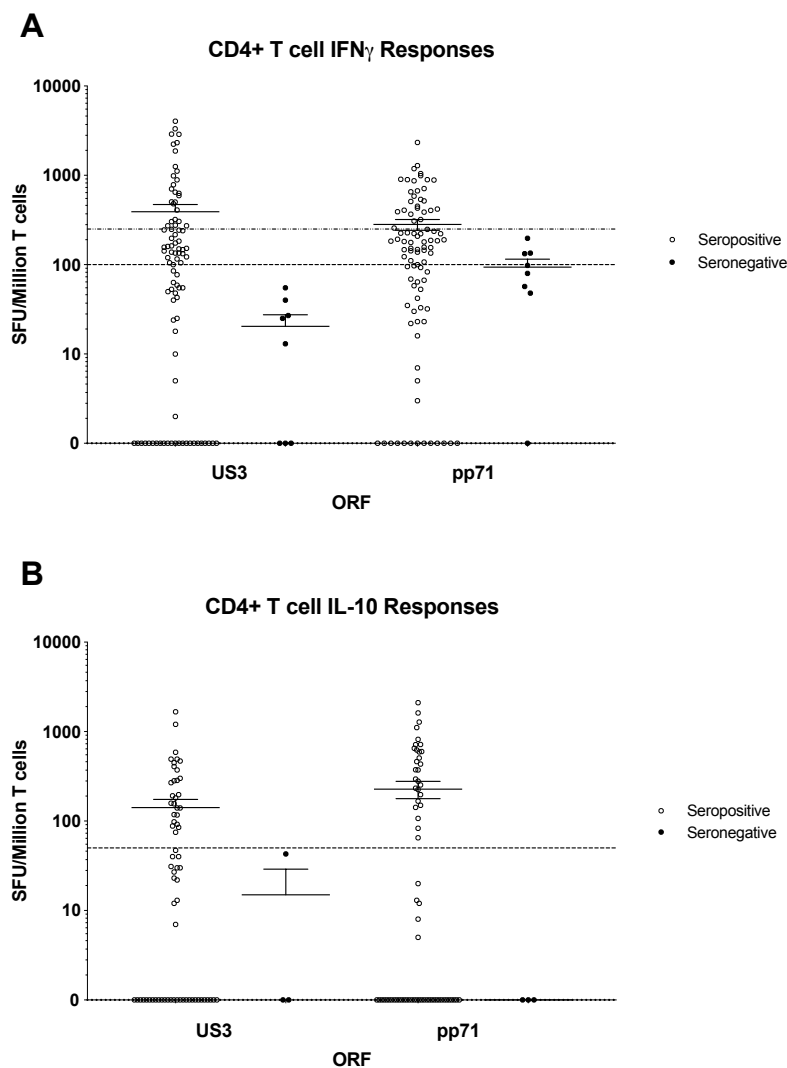 A
CD4+ T cell IFNγ Responses
10000
1000
100
10
0
SFU/Million T cells
US3
pp71
ORF
Seropositive
Seronegative
B
CD4+ T cell IL-10 Responses
10000
1000
100
10
0
SFU/Million T cells
US3
pp71
ORF
Seropositive
Seronegative